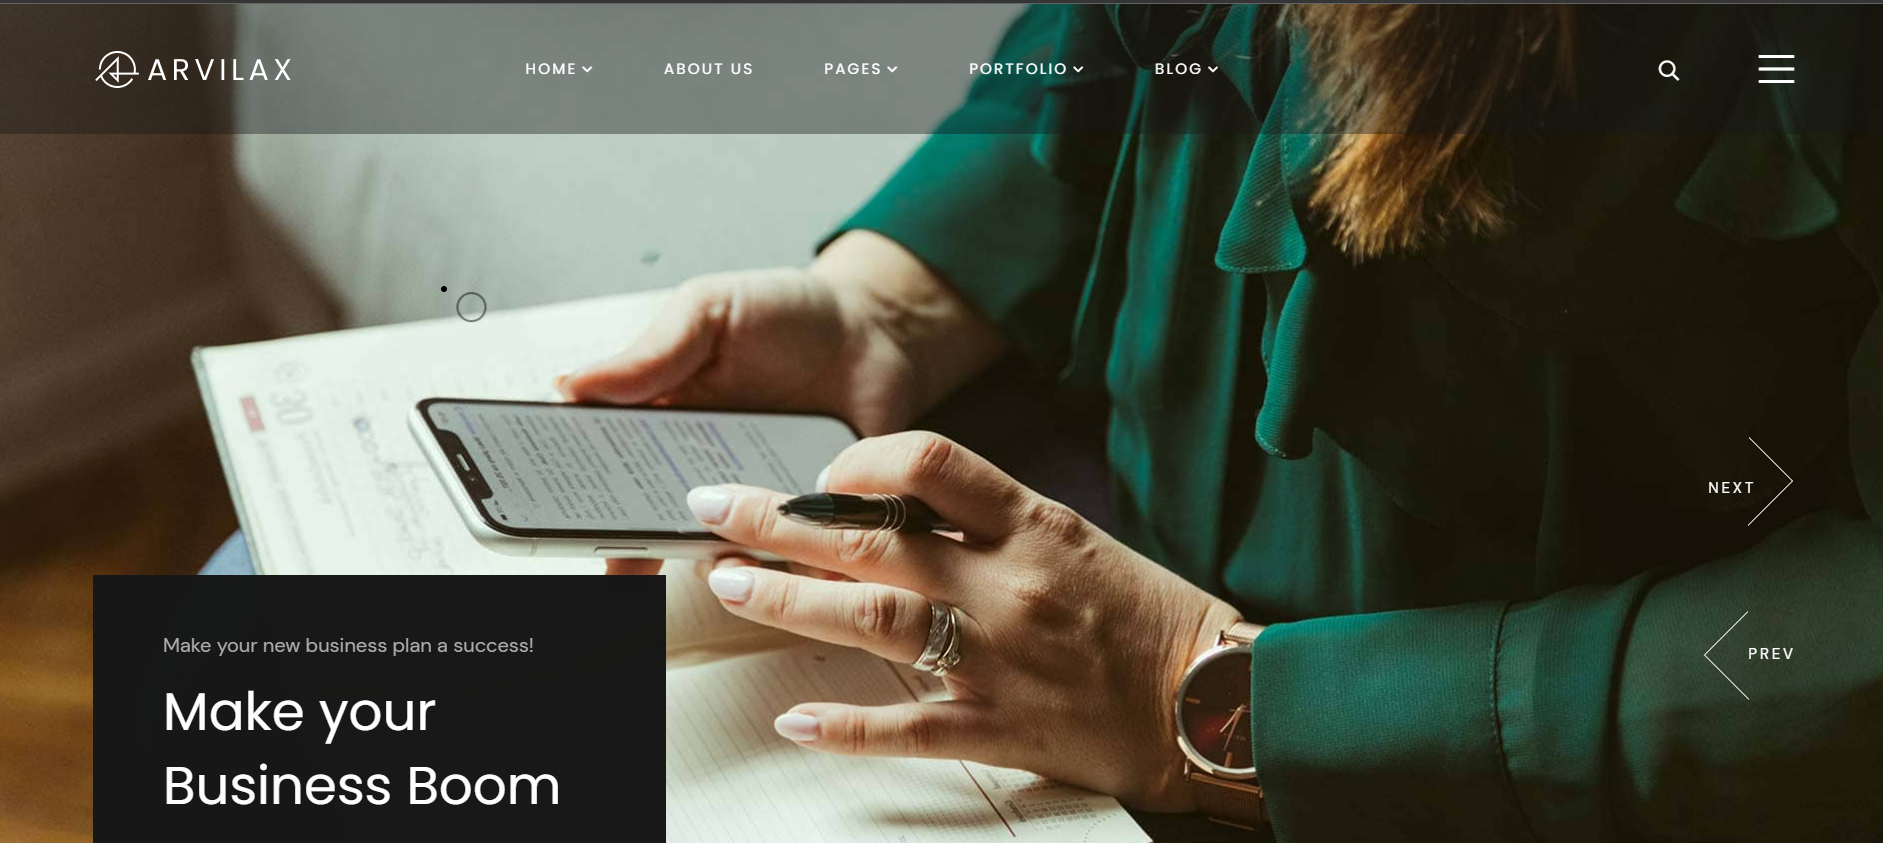 ARVILAX
HOME
ABOUT US
PAGES
PORTFOLIO
BLOG
NEXT
PREV
Make your new business plan a success!
Make your
Business Boom